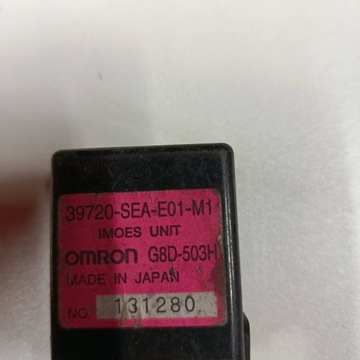 39720-SEA-E01-M1
IMOES UNIT
OMRON G8D-503H
MADE IN JAPAN
NO. 131280